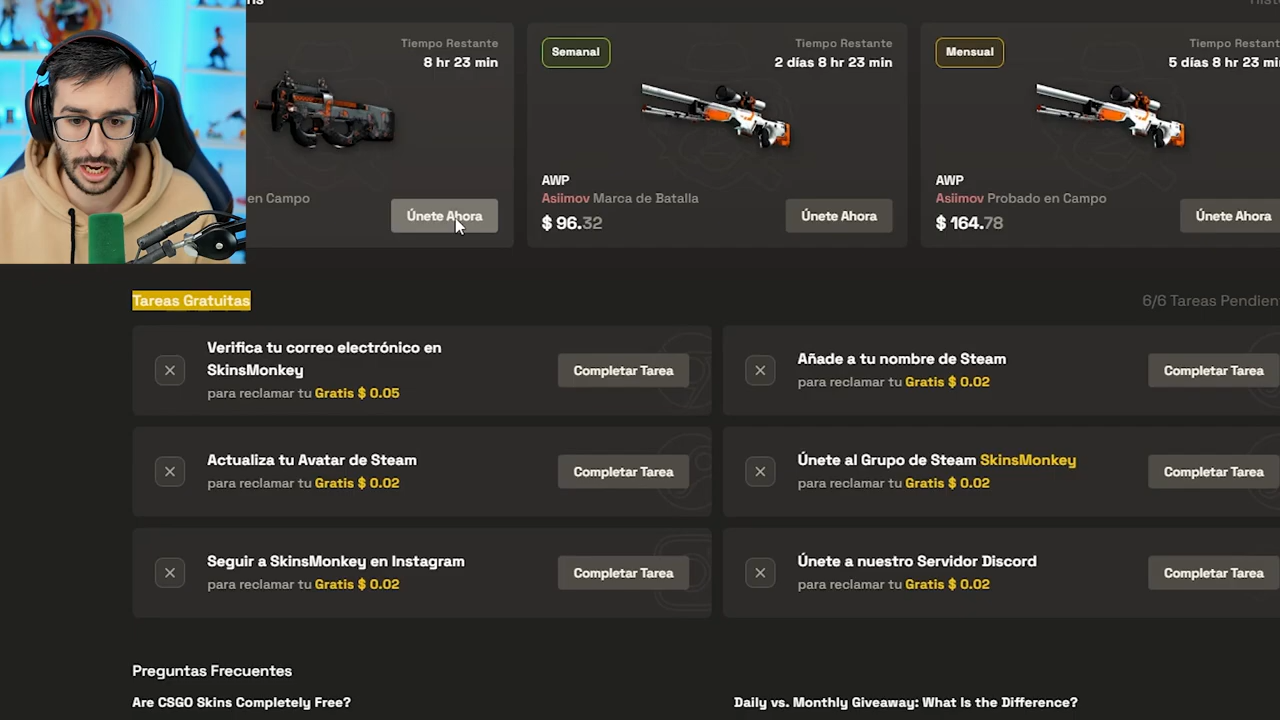 Tiempo Restante
8 hr 23 min
en Campo
Únete Ahora
Semanal
Tiempo Restante
2 días 8 hr 23 min
AWP
Asiimov Marca de Batalla
$ 96.32
Únete Ahora
Mensual
Tiempo Restante
5 días 8 hr 23 min
AWP
Asiimov Probado en Campo
$ 164.78
Únete Ahora
Tareas Gratuitas
6/6 Tareas Pendien
Verifica tu correo electrónico en
SkinsMonkey
para reclamar tu Gratis $ 0.05
Completar Tarea
Añade a tu nombre de Steam
para reclamar tu Gratis $ 0.02
Completar Tarea
Actualiza tu Avatar de Steam
para reclamar tu Gratis $ 0.02
Completar Tarea
Únete al Grupo de Steam SkinsMonkey
para reclamar tu Gratis $ 0.02
Completar Tarea
Seguir a SkinsMonkey en Instagram
para reclamar tu Gratis $ 0.02
Completar Tarea
Únete a nuestro Servidor Discord
para reclamar tu Gratis $ 0.02
Completar Tarea
Preguntas Frecuentes
Are CSGO Skins Completely Free?
Daily vs. Monthly Giveaway: What Is the Difference?